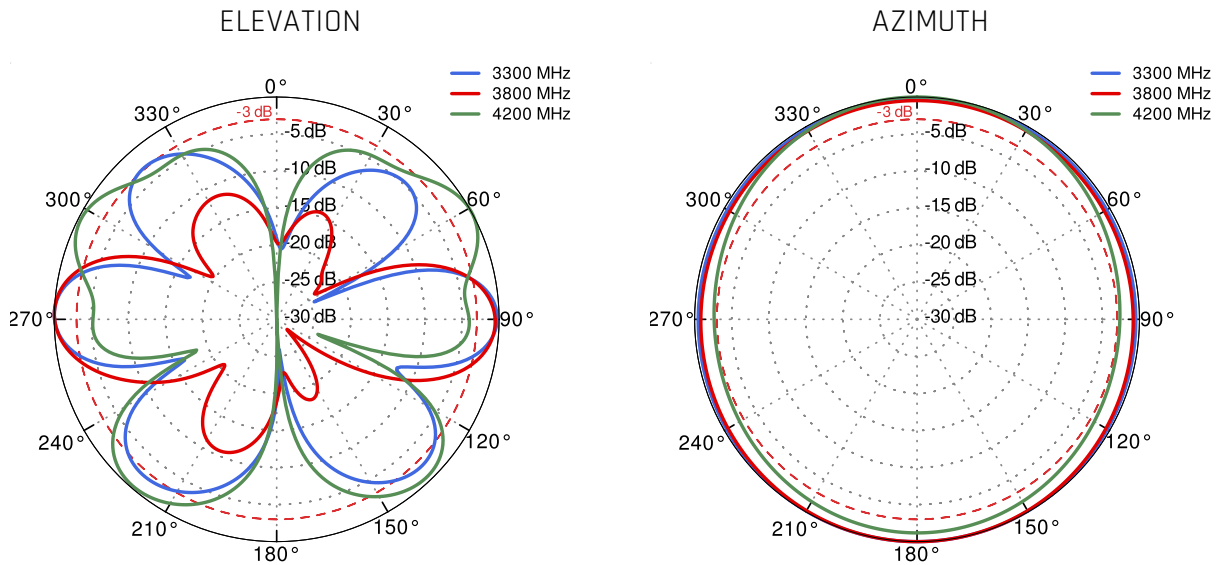 ELEVATION
3300 MHz
3800 MHz
4200 MHz
0°
30°
60°
90°
120°
150°
180°
210°
240°
270°
300°
330°
-3 dB
-5 dB
-10 dB
-15 dB
-20 dB
-25 dB
-30 dB
AZIMUTH
3300 MHz
3800 MHz
4200 MHz
0°
30°
60°
90°
120°
150°
180°
210°
240°
270°
300°
330°
-3 dB
-5 dB
-10 dB
-15 dB
-20 dB
-25 dB
-30 dB